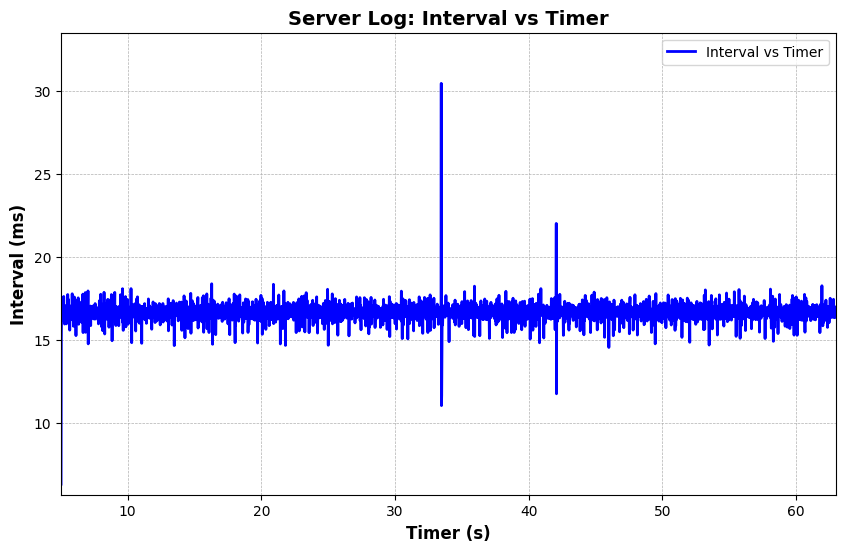 Server Log: Interval vs Timer
Interval vs Timer
30
25
20
15
10
Interval (ms)
10 20 30 40 50 60
Timer (s)